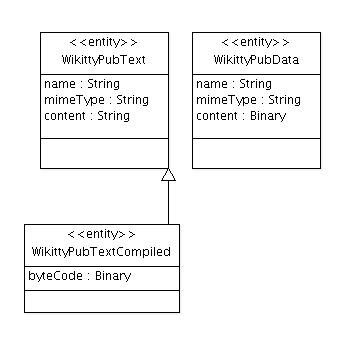 <<entity>>
WikittyPubText
name : String
mimeType : String
content : String
<<entity>>
WikittyPubData
name : String
mimeType : String
content : Binary
<<entity>>
WikittyPubTextCompiled
byteCode : Binary